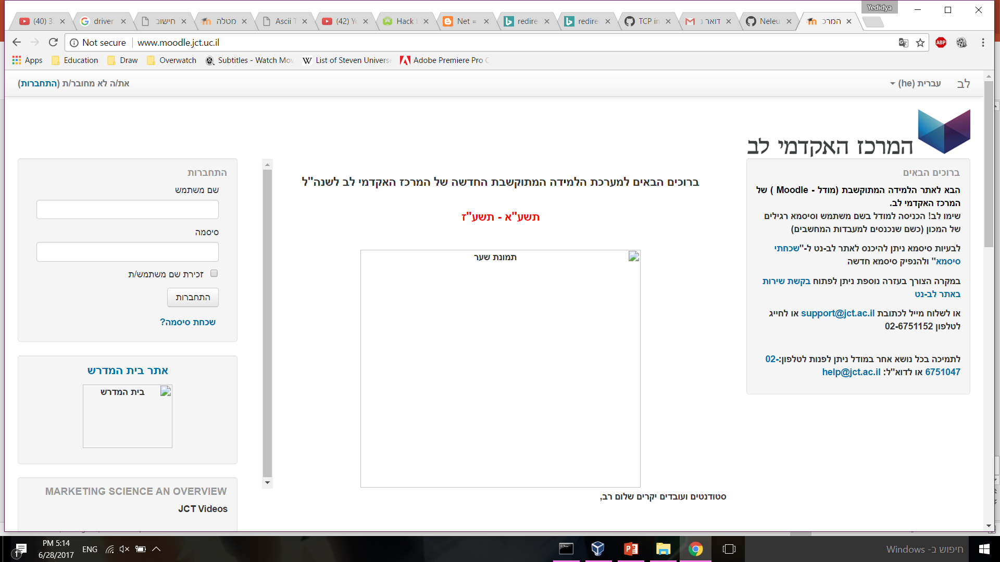 Yedidya
(40) 3.
driver
חישוב
מטלה
Ascii T
(42) Yo
Hack
Net =
redire
redire
TCP in
דואר נ
Neleu
המרכ
Not secure
www.moodle.jct.uc.il
Apps
Education
Draw
Overwatch
Subtitles - Watch Mov
List of Steven Universe
Adobe Premiere Pro C
לב
עברית (he)
את/ה לא מחובר/ת (התחברות)
המרכז האקדמי לב
ברוכים הבאים
הבא לאתר הלמידה המתוקשבת (מודל - Moodle ) של
המרכז האקדמי לב.
שימו לב! הכניסה למודל בשם משתמש וסיסמא רגילים
של המכון (כשם שנכנסים למעבדות המחשבים)
לבעיות סיסמא ניתן להיכנס לאתר לב-נט ל-"שכחתי
סיסמא" ולהנפיק סיסמא חדשה
במקרה הצורך בעזרה נוספת ניתן לפתוח בקשת שירות
באתר לב-נט
או לשלוח מייל לכתובת support@jct.ac.il או לחייג
לטלפון 02-6751152
לתמיכה בכל נושא אחר במודל ניתן לפנות לטלפון:02-
6751047 או לדוא"ל: help@jct.ac.il
ברוכים הבאים למערכת הלמידה המתוקשבת החדשה של המרכז האקדמי לב לשנה"ל
תשע"א - תשע"ז
תמונת שער
סטודנטים ועובדים יקרים שלום רב,
התחברות
שם משתמש
סיסמה
זכירת שם משתמש/ת
התחברות
שכחת סיסמה?
אתר בית המדרש
בית המדרש
MARKETING SCIENCE AN OVERVIEW
JCT Videos
1
PM 5:14
6/28/2017
ENG
חיפוש ב- Windows